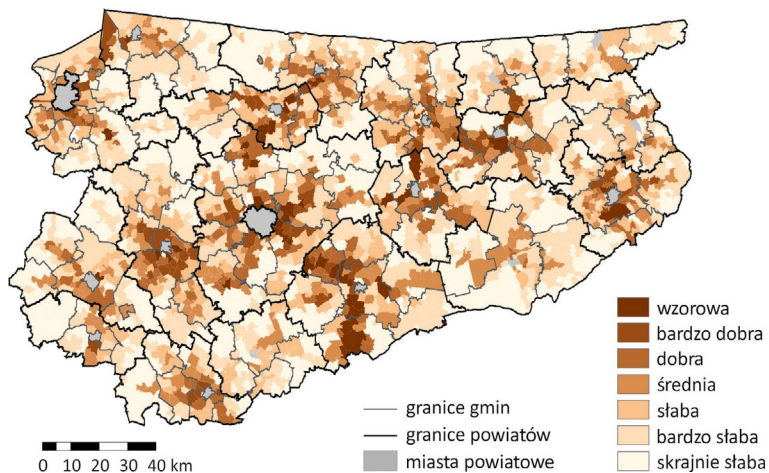 wzorowa
bardzo dobra
dobra
średnia
słaba
bardzo słaba
skrajnie słaba
granice gmin
granice powiatów
miasta powiatowe
0 5 10 20 30 40 km